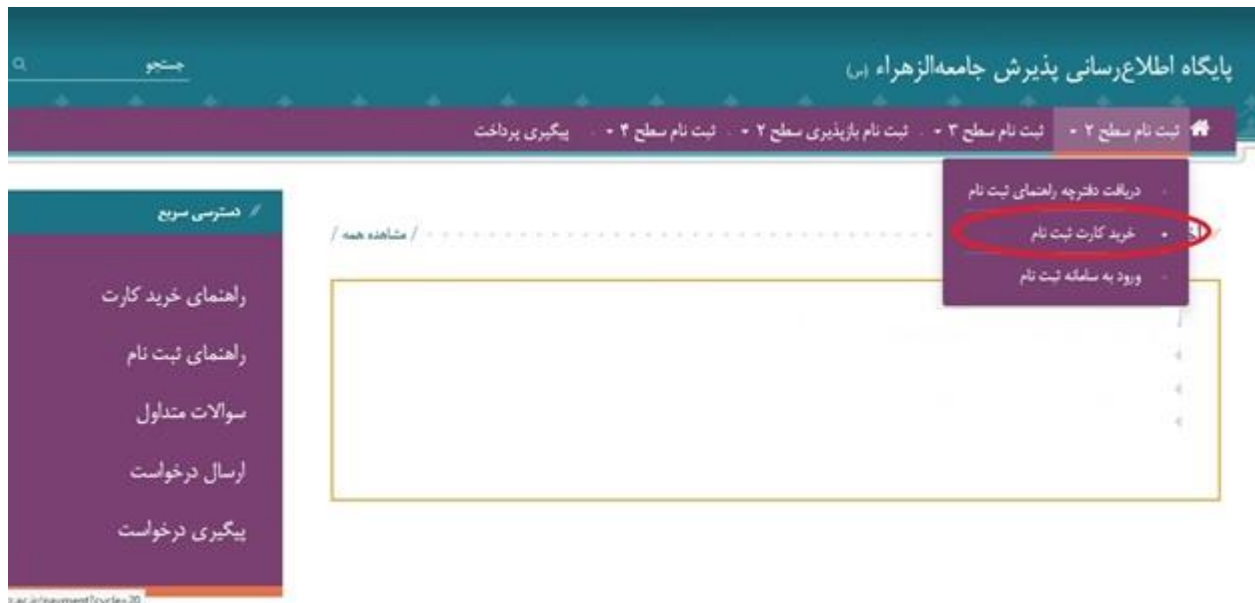 پایگاه اطلاع‌رسانی پذیرش جامعه‌الزهراء (س)
جستجو
ثبت نام سطح ۲
ثبت نام سطح ۳
ثبت نام بازپذیری سطح ۲
ثبت نام سطح ۴
پیگیری پرداخت
دریافت دفترچه راهنمای ثبت نام
خرید کارت ثبت نام
ورود به سامانه ثبت نام
/ مشاهده همه /
دسترسی سریع
راهنمای خرید کارت
راهنمای ثبت نام
سوالات متداول
ارسال درخواست
پیگیری درخواست